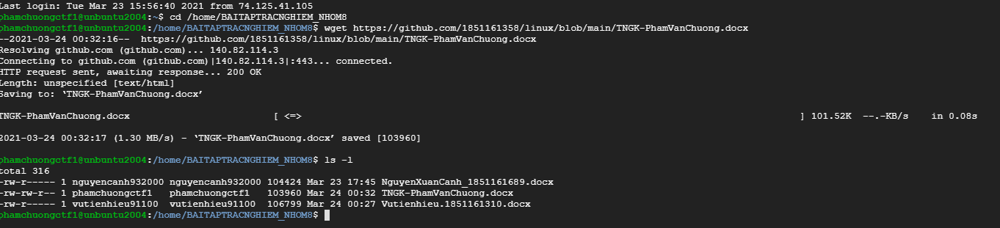 Last login: Tue Mar 23 15:56:40 2021 from 74.125.41.105
phamchuongctf1@unbuntu2004:~$ cd /home/BAITAPTRACNGHIEM_NHOM8
phamchuongctf1@unbuntu2004:/home/BAITAPTRACNGHIEM_NHOM8$ wget https://github.com/1851161358/linux/blob/main/TNGK-PhamVanChuong.docx
--2021-03-24 00:32:16--  https://github.com/1851161358/linux/blob/main/TNGK-PhamVanChuong.docx
Resolving github.com (github.com)... 140.82.114.3
Connecting to github.com (github.com)|140.82.114.3|:443... connected.
HTTP request sent, awaiting response... 200 OK
Length: unspecified [text/html]
Saving to: ‘TNGK-PhamVanChuong.docx’
TNGK-PhamVanChuong.docx [ <=> ] 101.52K --.-KB/s in 0.08s
2021-03-24 00:32:17 (1.30 MB/s) - ‘TNGK-PhamVanChuong.docx’ saved [103960]
phamchuongctf1@unbuntu2004:/home/BAITAPTRACNGHIEM_NHOM8$ ls -l
total 316
-rw-r----- 1 nguyencanh932000 nguyencanh932000 104424 Mar 23 17:45 NguyenXuanCanh_1851161689.docx
-rw-rw-r-- 1 phamchuongctf1   phamchuongctf1   103960 Mar 24 00:32 TNGK-PhamVanChuong.docx
-rw-r----- 1 vutienhieu91100  vutienhieu91100  106799 Mar 24 00:27 Vutienhieu.1851161310.docx
phamchuongctf1@unbuntu2004:/home/BAITAPTRACNGHIEM_NHOM8$